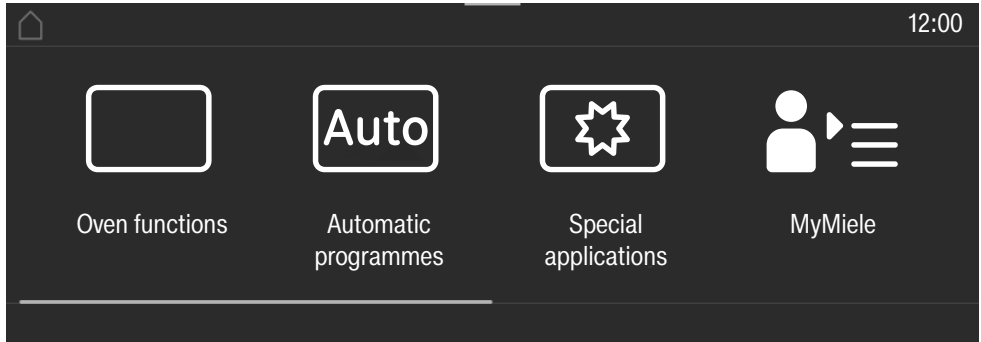 12:00
Auto
Oven functions
Automatic
programmes
Special
applications
MyMiele